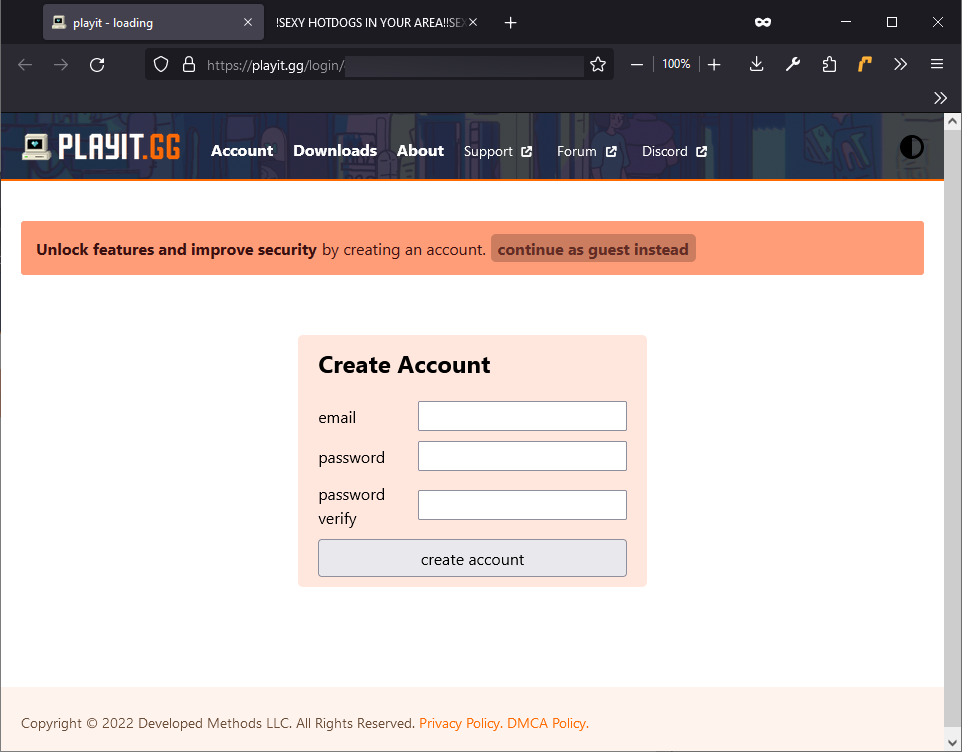 playit - loading
!SEXY HOTDOGS IN YOUR AREA!!SEX
https://playit.gg/login/
100%
PLAYIT.GG Account Downloads About Support Forum Discord
Unlock features and improve security by creating an account. continue as guest instead
Create Account
email
password
password
verify
create account
Copyright © 2022 Developed Methods LLC. All Rights Reserved. Privacy Policy. DMCA Policy.